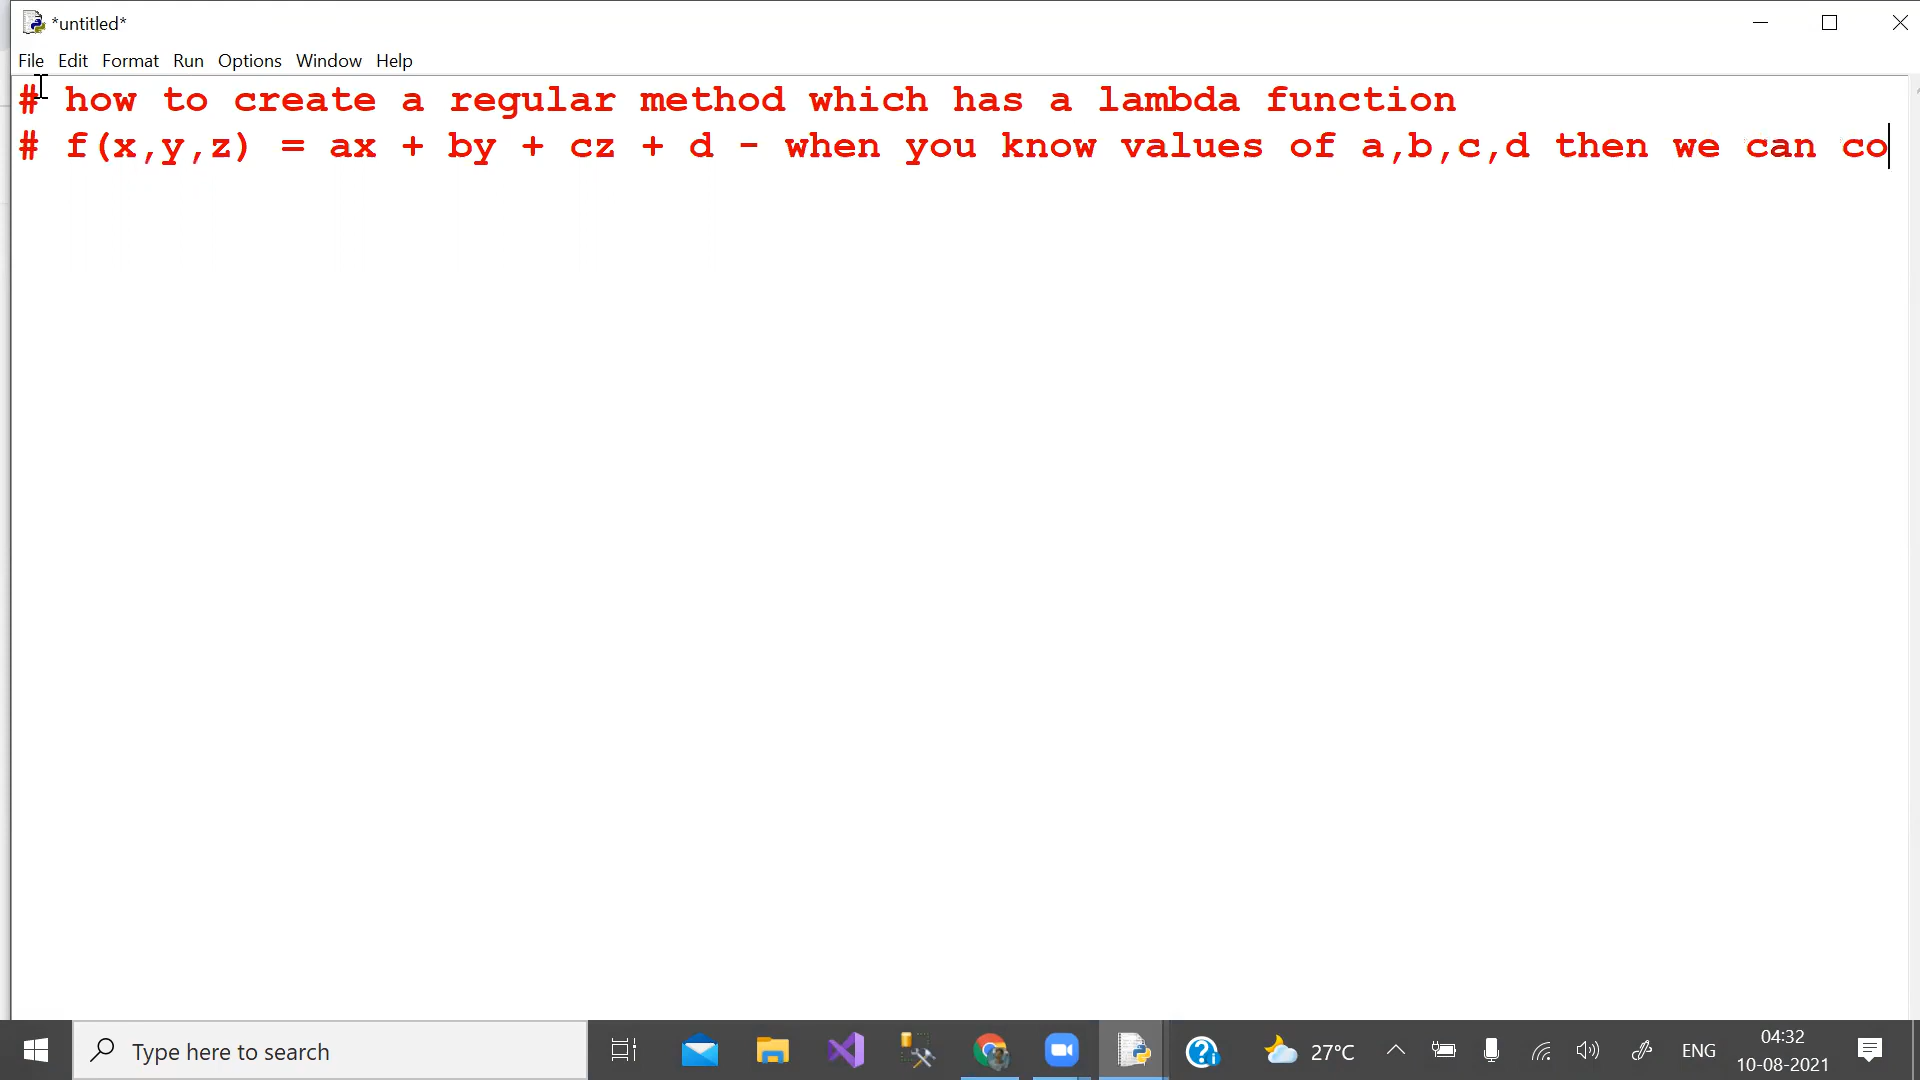 *untitled*
File Edit Format Run Options Window Help
# how to create a regular method which has a lambda function
# f(x,y,z) = ax + by + cz + d - when you know values of a,b,c,d then we can co
Type here to search
27°C
ENG
04:32
10-08-2021